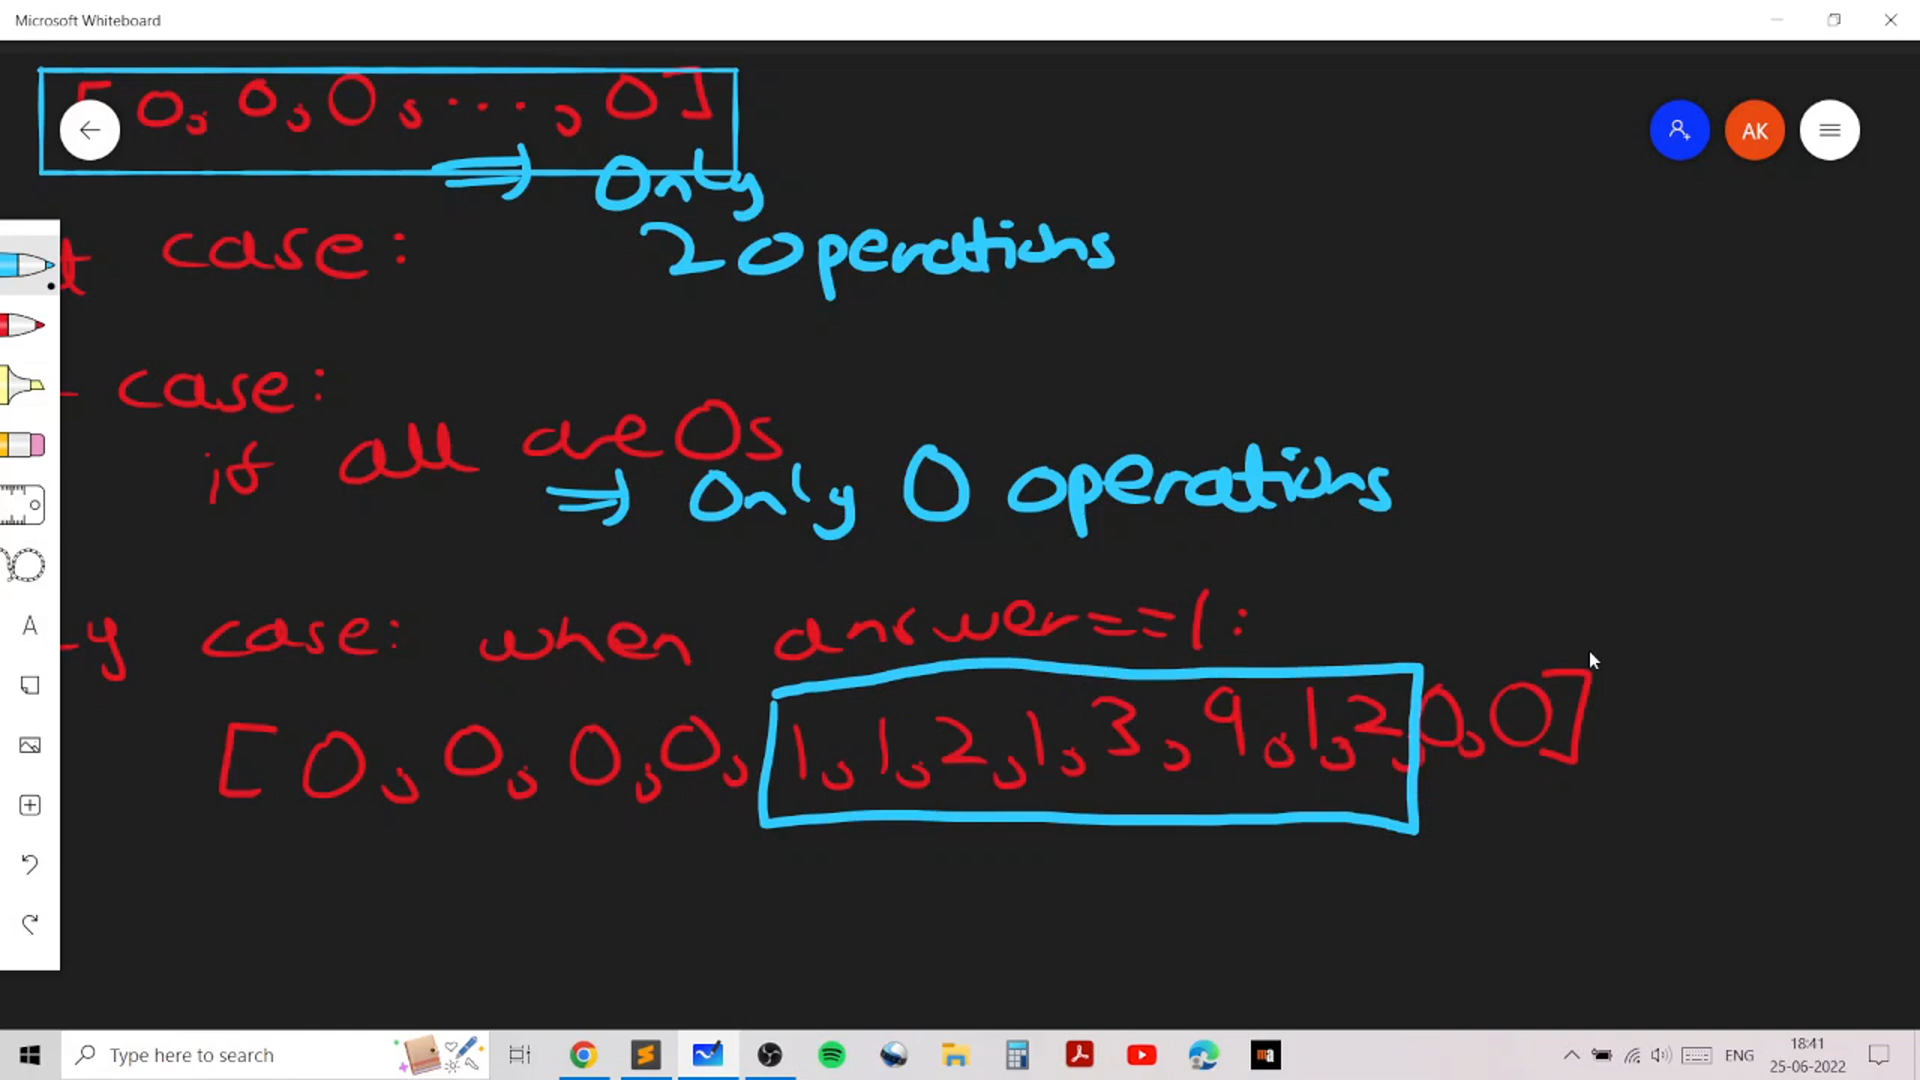 Microsoft Whiteboard
0, 0, 0, ..., 0]
⇒ Only
AK
2 operations
case:
case:
if all are 0s
⇒ Only 0 operations
case: when answer==1:
[0, 0, 0, 0, 1, 1, 2, 1, 3, 9, 1, 2, 0, 0]
A
Type here to search
ma
ENG
18:41
25-06-2022